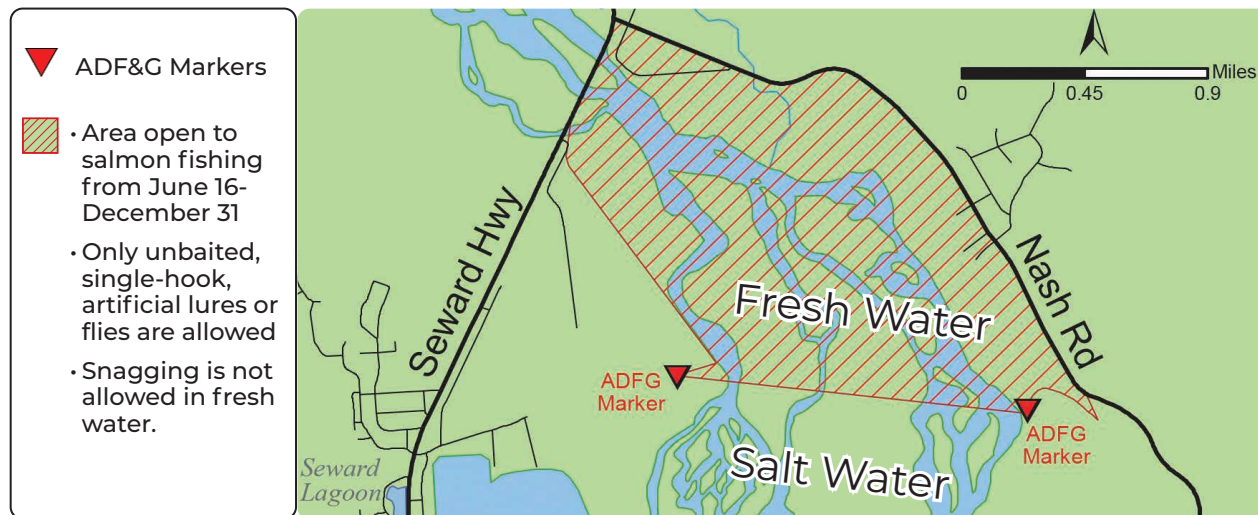 ADF&G Markers
· Area open to
salmon fishing
from June 16-
December 31
· Only unbaited,
single-hook,
artificial lures or
flies are allowed
· Snagging is not
allowed in fresh
water.
Miles
0 0.45 0.9
Seward Hwy
Nash Rd
Fresh Water
ADFG
Marker
ADFG
Marker
Salt Water
Seward
Lagoon